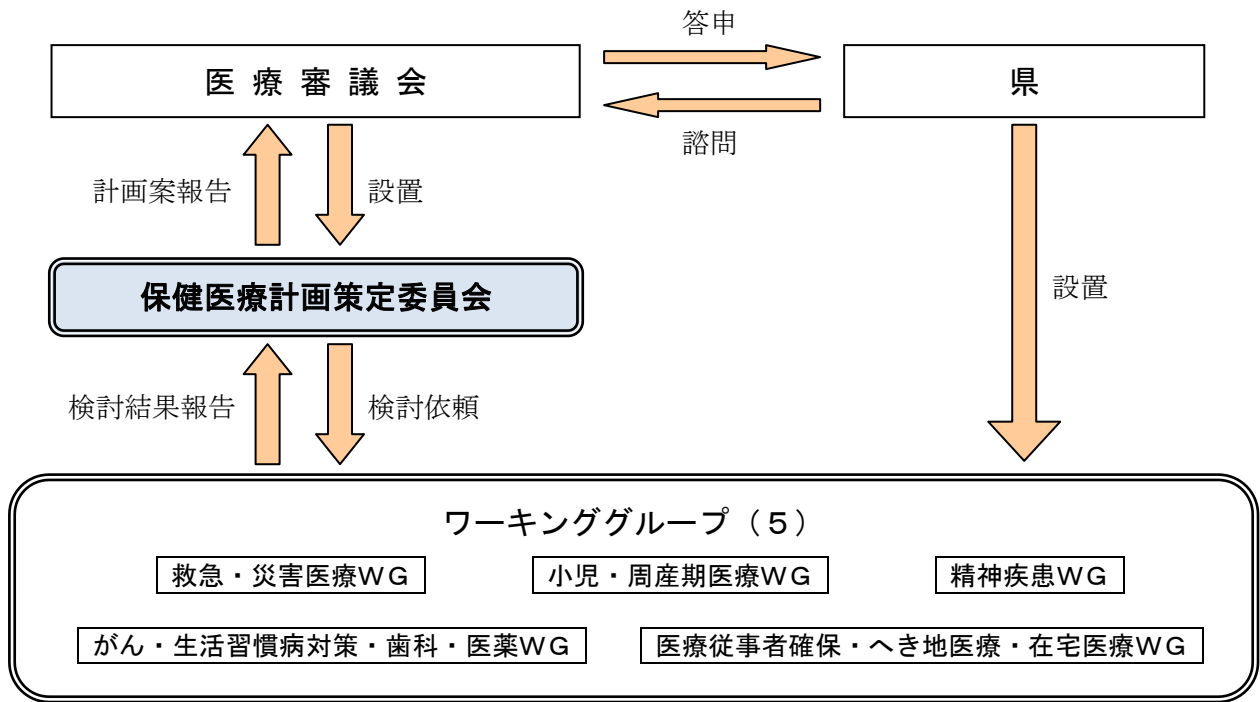 答申
医 療 審 議 会
県
諮問
計画案報告
設置
保健医療計画策定委員会
設置
検討結果報告
検討依頼
ワーキンググループ（５）
救急・災害医療ＷＧ
小児・周産期医療ＷＧ
精神疾患ＷＧ
がん・生活習慣病対策・歯科・医薬ＷＧ
医療従事者確保・へき地医療・在宅医療ＷＧ